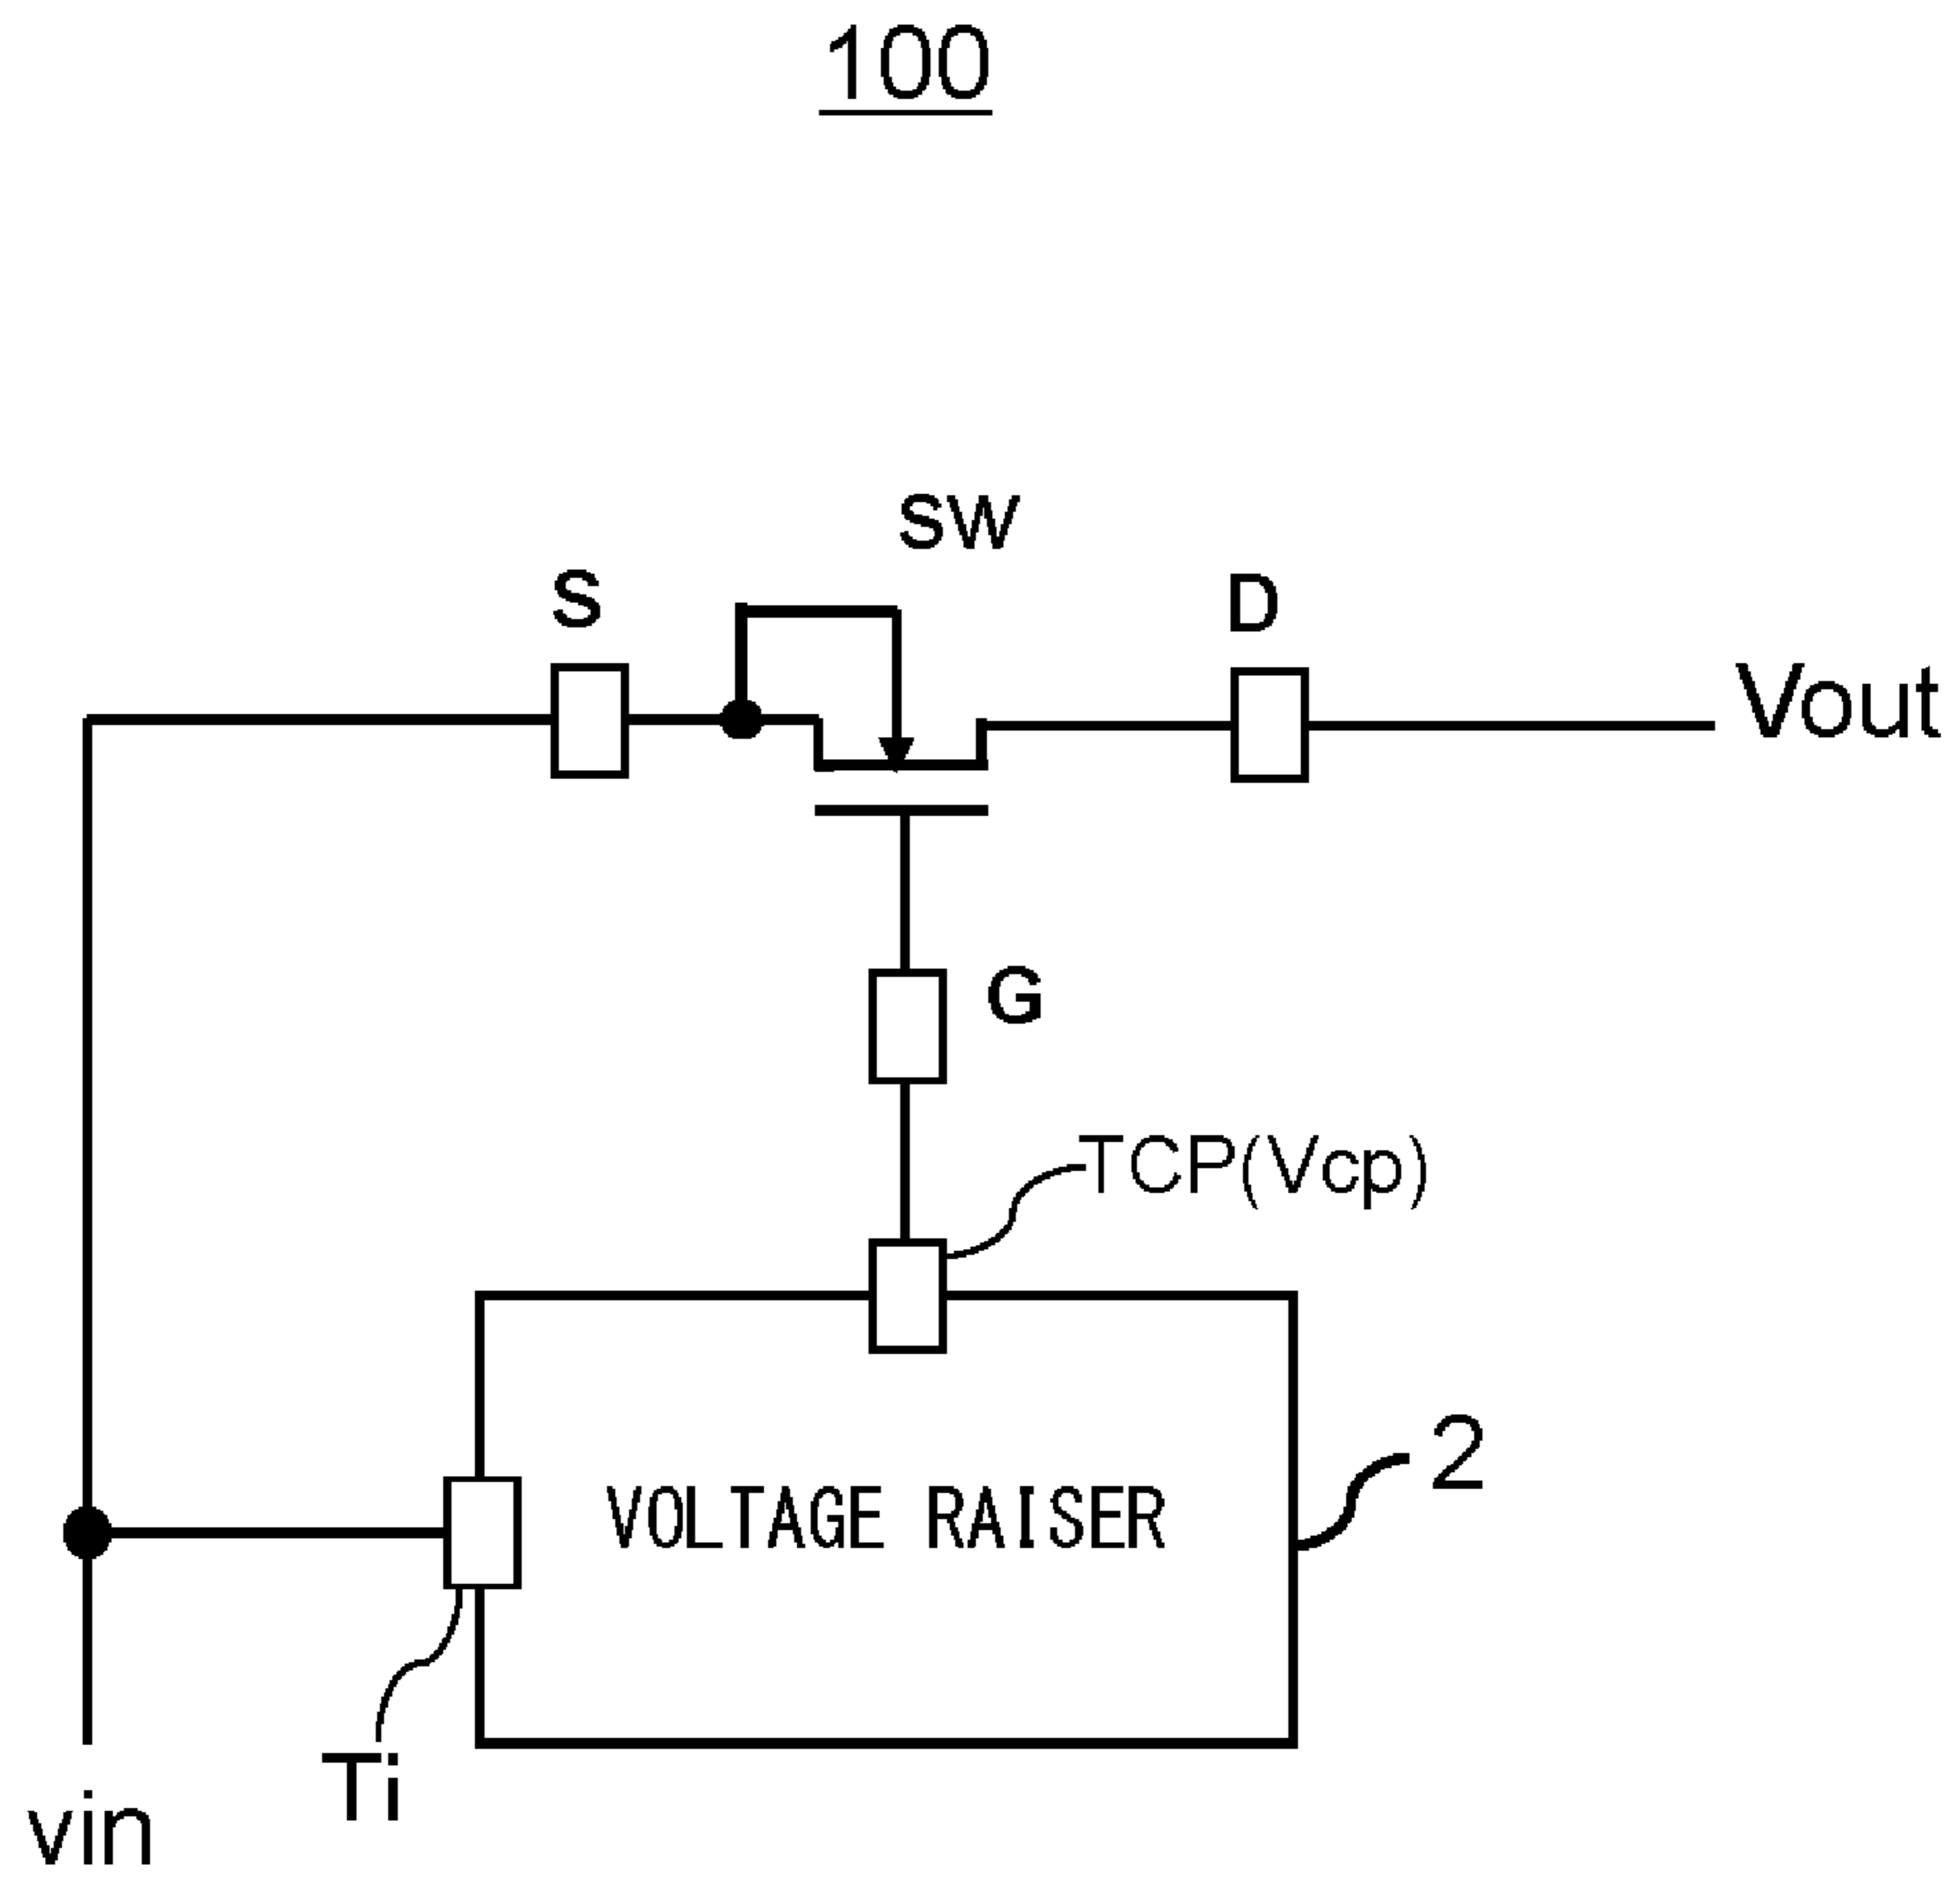 100
SW
S
D
Vout
G
TCP(Vcp)
2
VOLTAGE RAISER
Ti
vin